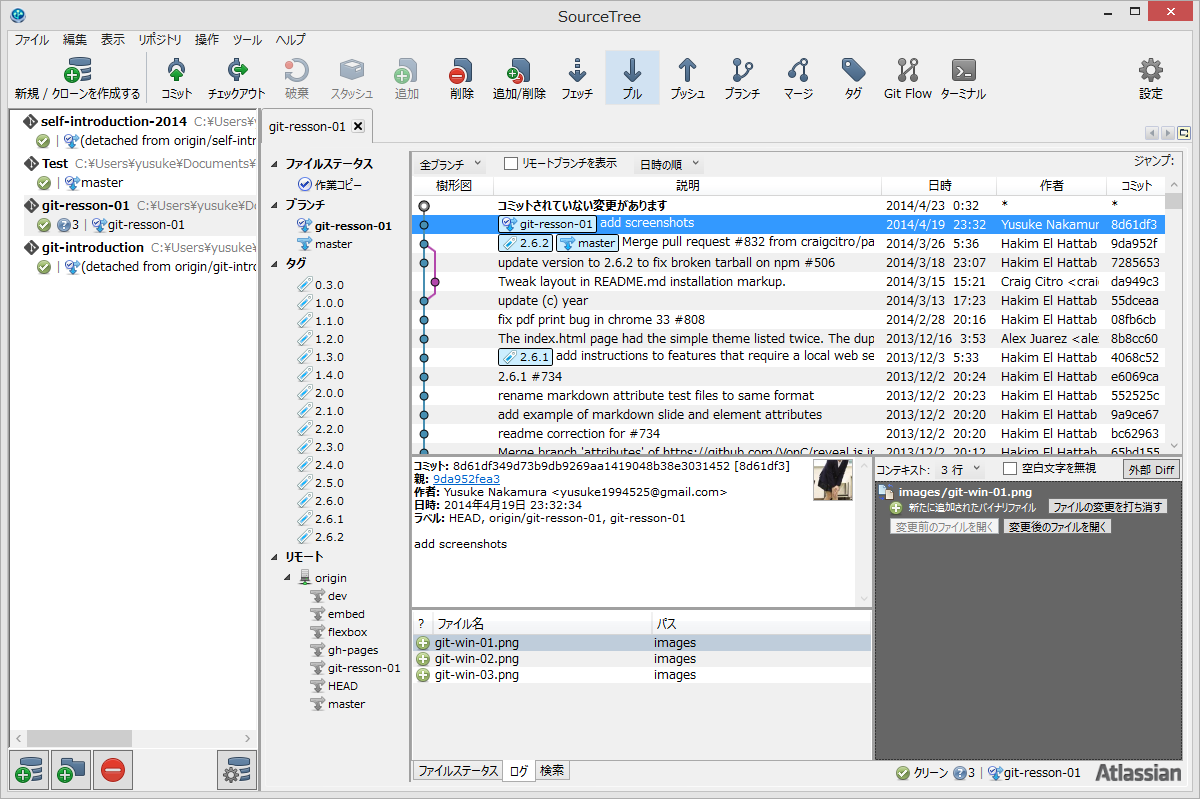 SourceTree
ファイル 編集 表示 リポジトリ 操作 ツール ヘルプ
新規 / クローンを作成する コミット チェックアウト 破棄 スタッシュ 追加 削除 追加/削除 フェッチ プル プッシュ ブランチ マージ タグ Git Flow ターミナル 設定
self-introduction-2014 C:¥Users¥
(detached from origin/self-intr
Test C:¥Users¥yusuke¥Documents¥
master
git-resson-01 C:¥Users¥yusuke¥D
3 git-resson-01
git-introduction C:¥Users¥yusuke¥
(detached from origin/git-intro
git-resson-01
ファイルステータス
作業コピー
ブランチ
git-resson-01
master
タグ
0.3.0
1.0.0
1.1.0
1.2.0
1.3.0
1.4.0
2.0.0
2.1.0
2.2.0
2.3.0
2.4.0
2.5.0
2.6.0
2.6.1
2.6.2
リモート
origin
dev
embed
flexbox
gh-pages
git-resson-01
HEAD
master
全ブランチ リモートブランチを表示 日時の順 ジャンプ:
樹形図 説明 日時 作者 コミット
コミットされていない変更があります 2014/4/23 0:32 * *
git-resson-01 add screenshots 2014/4/19 23:32 Yusuke Nakamur 8d61df3
2.6.2 master Merge pull request #832 from craigcitro/pa 2014/3/26 5:36 Hakim El Hattab 9da952f
update version to 2.6.2 to fix broken tarball on npm #506 2014/3/18 23:07 Hakim El Hattab 7285653
Tweak layout in README.md installation markup. 2014/3/15 15:21 Craig Citro <crai da949c3
update (c) year 2014/3/13 17:23 Hakim El Hattab 55dceaa
fix pdf print bug in chrome 33 #808 2014/2/28 20:16 Hakim El Hattab 08fb6cb
The index.html page had the simple theme listed twice. The dup 2013/12/16 3:53 Alex Juarez <ale 8b8cc60
2.6.1 add instructions to features that require a local web se 2013/12/3 5:33 Hakim El Hattab 4068c52
2.6.1 #734 2013/12/2 20:24 Hakim El Hattab e6069ca
rename markdown attribute test files to same format 2013/12/2 20:23 Hakim El Hattab 552525c
add example of markdown slide and element attributes 2013/12/2 20:20 Hakim El Hattab 9a9ce67
readme correction for #734 2013/12/2 20:20 Hakim El Hattab bc62963
Merge branch 'attributes' of https://github.com/VonC/reveal.js in 2013/12/2 20:12 Hakim El Hattab 65bd155
コミット: 8d61df349d73b9db9269aa1419048b38e3031452 [8d61df3]
親: 9da952fea3
作者: Yusuke Nakamura <yusuke1994525@gmail.com>
日時: 2014年4月19日 23:32:34
ラベル: HEAD, origin/git-resson-01, git-resson-01
add screenshots
? ファイル名 パス
git-win-01.png images
git-win-02.png images
git-win-03.png images
コンテキスト: 3 行 空白文字を無視 外部 Diff
images/git-win-01.png
新たに追加されたバイナリファイル ファイルの変更を打ち消す
変更前のファイルを開く 変更後のファイルを開く
ファイルステータス ログ 検索
クリーン 3 git-resson-01 Atlassian